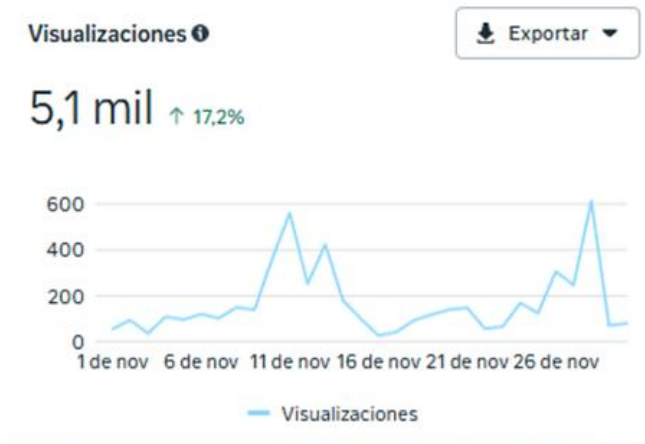 Visualizaciones
Exportar
5,1 mil ↑ 17,2%
600
400
200
0
1 de nov 6 de nov 11 de nov 16 de nov 21 de nov 26 de nov
Visualizaciones